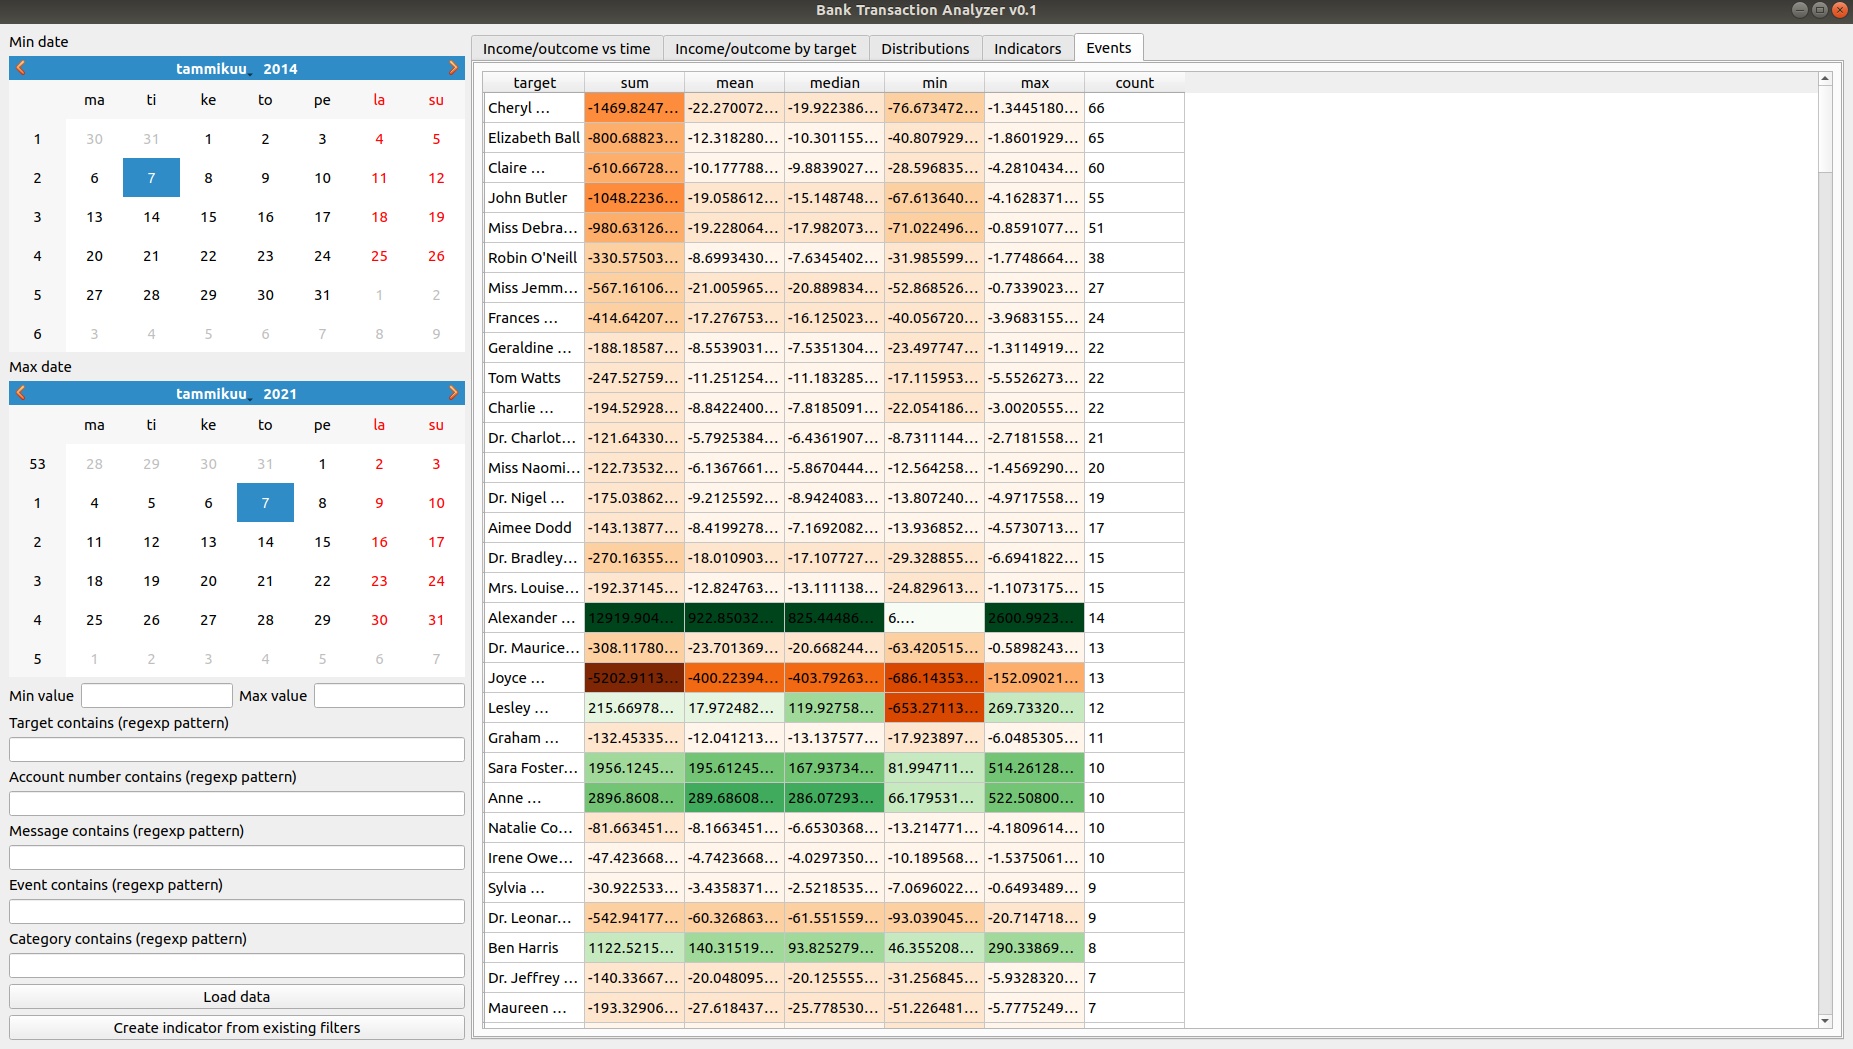 Bank Transaction Analyzer v0.1
Min date
tammikuu 2014
ma ti ke to pe la su
1 30 31 1 2 3 4 5
2 6 7 8 9 10 11 12
3 13 14 15 16 17 18 19
4 20 21 22 23 24 25 26
5 27 28 29 30 31 1 2
6 3 4 5 6 7 8 9
Max date
tammikuu 2021
ma ti ke to pe la su
53 28 29 30 31 1 2 3
1 4 5 6 7 8 9 10
2 11 12 13 14 15 16 17
3 18 19 20 21 22 23 24
4 25 26 27 28 29 30 31
5 1 2 3 4 5 6 7
Min value Max value
Target contains (regexp pattern)
Account number contains (regexp pattern)
Message contains (regexp pattern)
Event contains (regexp pattern)
Category contains (regexp pattern)
Load data
Create indicator from existing filters
Income/outcome vs time Income/outcome by target Distributions Indicators Events
target sum mean median min max count
Cheryl ... -1469.8247... -22.270072... -19.922386... -76.673472... -1.3445180... 66
Elizabeth Ball -800.68823... -12.318280... -10.301155... -40.807929... -1.8601929... 65
Claire ... -610.66728... -10.177788... -9.8839027... -28.596835... -4.2810434... 60
John Butler -1048.2236... -19.058612... -15.148748... -67.613640... -4.1628371... 55
Miss Debra... -980.63126... -19.228064... -17.982073... -71.022496... -0.8591077... 51
Robin O'Neill -330.57503... -8.6993430... -7.6345402... -31.985599... -1.7748664... 38
Miss Jemm... -567.16106... -21.005965... -20.889834... -52.868526... -0.7339023... 27
Frances ... -414.64207... -17.276753... -16.125023... -40.056720... -3.9683155... 24
Geraldine ... -188.18587... -8.5539031... -7.5351304... -23.497747... -1.3114919... 22
Tom Watts -247.52759... -11.251254... -11.183285... -17.115953... -5.5526273... 22
Charlie ... -194.52928... -8.8422400... -7.8185091... -22.054186... -3.0020555... 22
Dr. Charlot... -121.64330... -5.7925384... -6.4361907... -8.7311144... -2.7181558... 21
Miss Naomi... -122.73532... -6.1367661... -5.8670444... -12.564258... -1.4569290... 20
Dr. Nigel ... -175.03862... -9.2125592... -8.9424083... -13.807240... -4.9717558... 19
Aimee Dodd -143.13877... -8.4199278... -7.1692082... -13.936852... -4.5730713... 17
Dr. Bradley... -270.16355... -18.010903... -17.107727... -29.328855... -6.6941822... 15
Mrs. Louise... -192.37145... -12.824763... -13.111138... -24.829613... -1.1073175... 15
Alexander ... 12919.904... 922.85032... 825.44486... 6.... 2600.9923... 14
Dr. Maurice... -308.11780... -23.701369... -20.668244... -63.420515... -0.5898243... 13
Joyce ... -5202.9113... -400.22394... -403.79263... -686.14353... -152.09021... 13
Lesley ... 215.66978... 17.972482... 119.92758... -653.27113... 269.73320... 12
Graham ... -132.45335... -12.041213... -13.137577... -17.923897... -6.0485305... 11
Sara Foster... 1956.1245... 195.61245... 167.93734... 81.994711... 514.26128... 10
Anne ... 2896.8608... 289.68608... 286.07293... 66.179531... 522.50800... 10
Natalie Co... -81.663451... -8.1663451... -6.6530368... -13.214771... -4.1809614... 10
Irene Owe... -47.423668... -4.7423668... -4.0297350... -10.189568... -1.5375061... 10
Sylvia ... -30.922533... -3.4358371... -2.5218535... -7.0696022... -0.6493489... 9
Dr. Leonar... -542.94177... -60.326863... -61.551559... -93.039045... -20.714718... 9
Ben Harris 1122.5215... 140.31519... 93.825279... 46.355208... 290.33869... 8
Dr. Jeffrey ... -140.33667... -20.048095... -20.125555... -31.256845... -5.9328320... 7
Maureen ... -193.32906... -27.618437... -25.778530... -51.226481... -5.7775249... 7